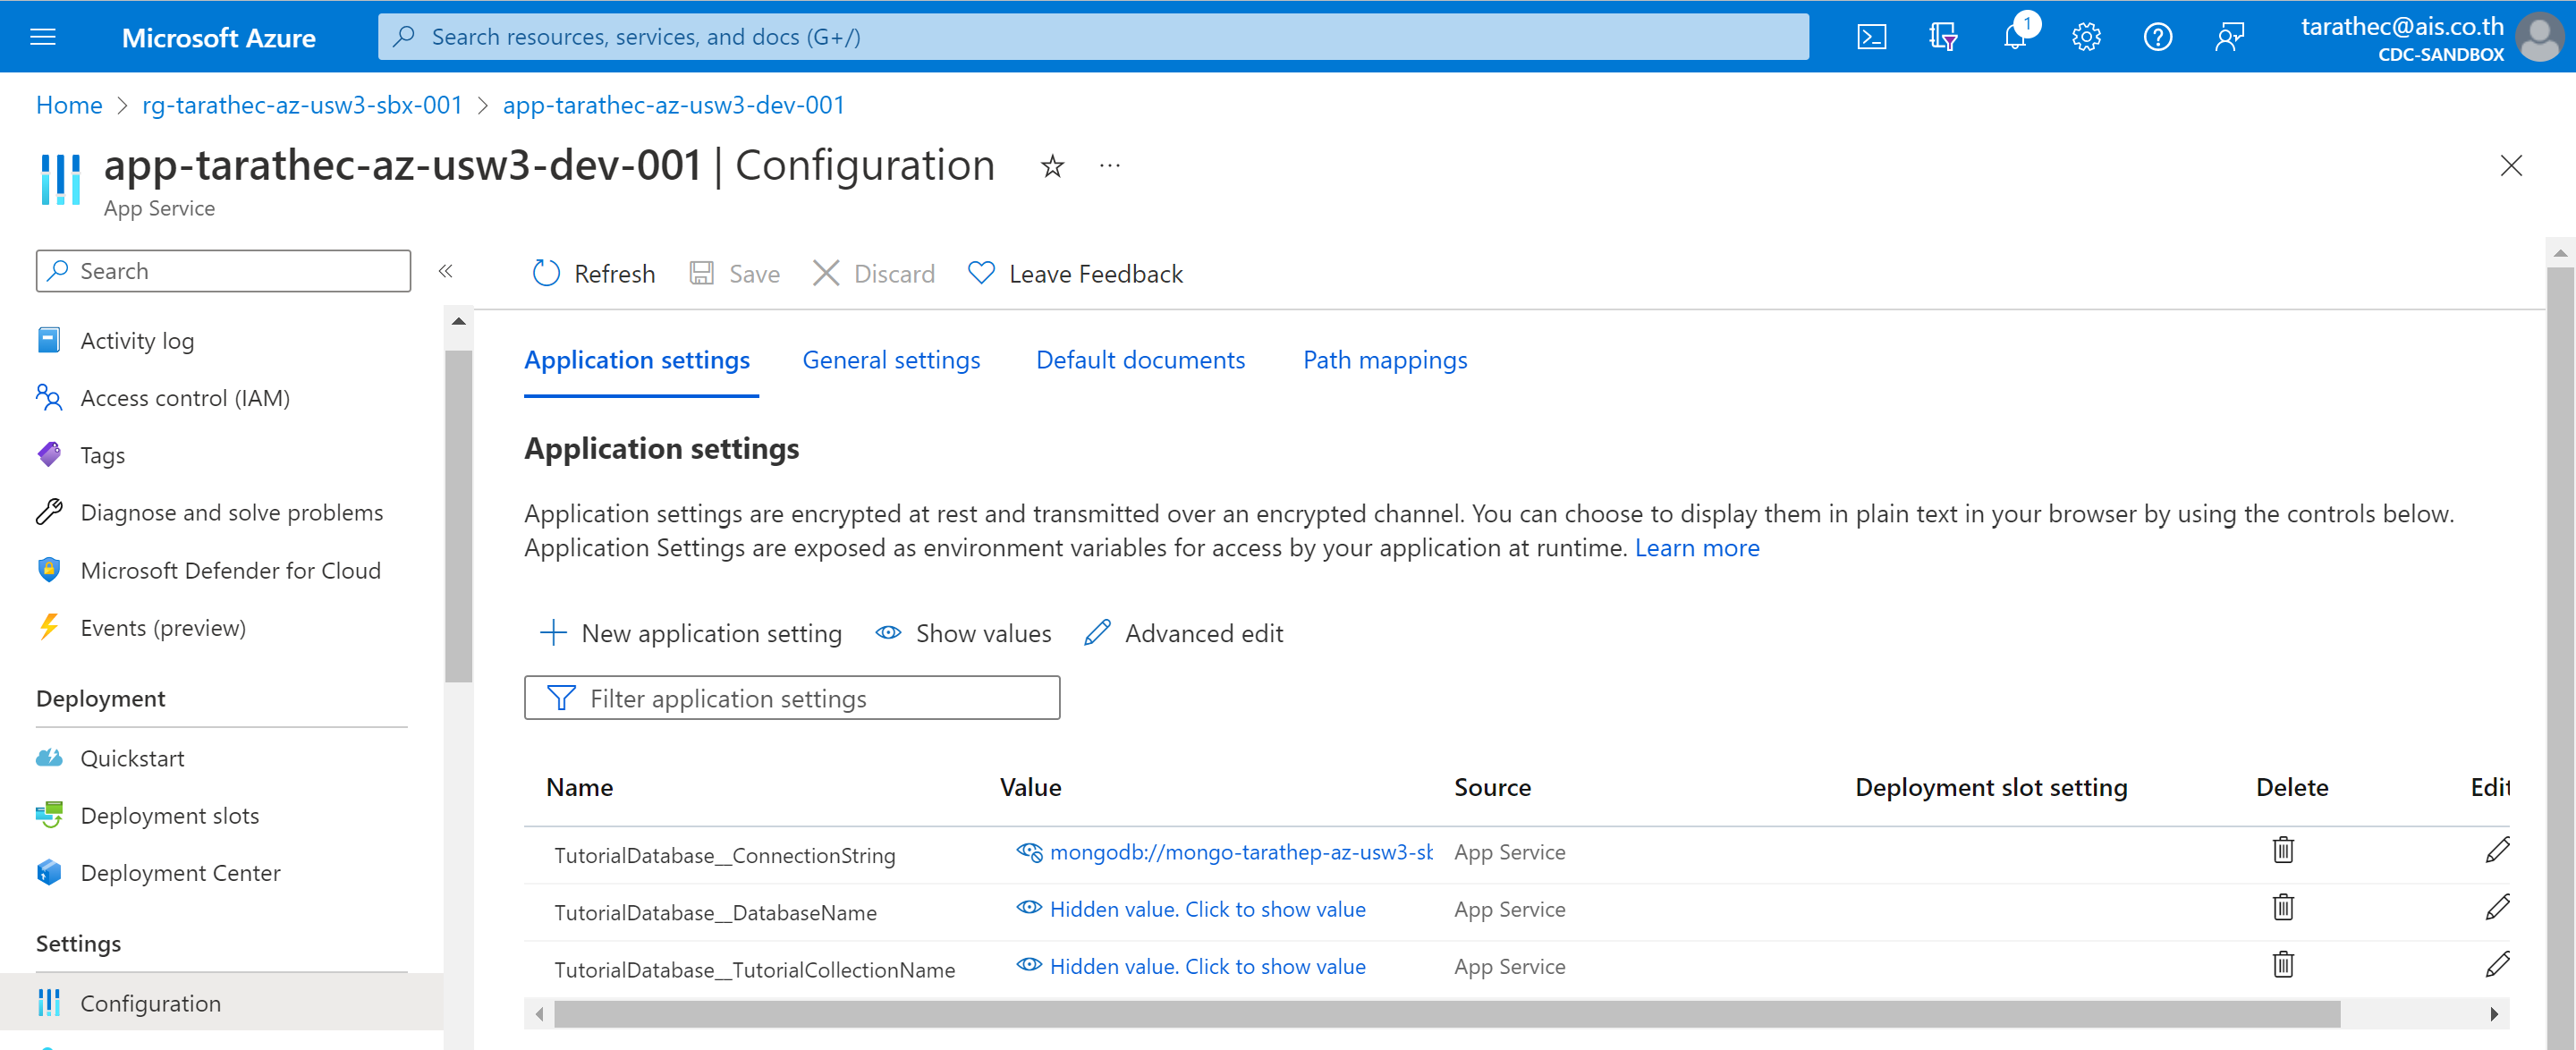 Microsoft Azure
Search resources, services, and docs (G+/)
1
tarathec@ais.co.th
CDC-SANDBOX
Home > rg-tarathec-az-usw3-sbx-001 > app-tarathec-az-usw3-dev-001
app-tarathec-az-usw3-dev-001 | Configuration
App Service
Search
«
Activity log
Access control (IAM)
Tags
Diagnose and solve problems
Microsoft Defender for Cloud
Events (preview)
Deployment
Quickstart
Deployment slots
Deployment Center
Settings
Configuration
Refresh Save Discard Leave Feedback
Application settings General settings Default documents Path mappings
Application settings
Application settings are encrypted at rest and transmitted over an encrypted channel. You can choose to display them in plain text in your browser by using the controls below.
Application Settings are exposed as environment variables for access by your application at runtime. Learn more
New application setting Show values Advanced edit
Filter application settings
Name Value Source Deployment slot setting Delete Edit
TutorialDatabase__ConnectionString mongodb://mongo-tarathep-az-usw3-sb App Service
TutorialDatabase__DatabaseName Hidden value. Click to show value App Service
TutorialDatabase__TutorialCollectionName Hidden value. Click to show value App Service